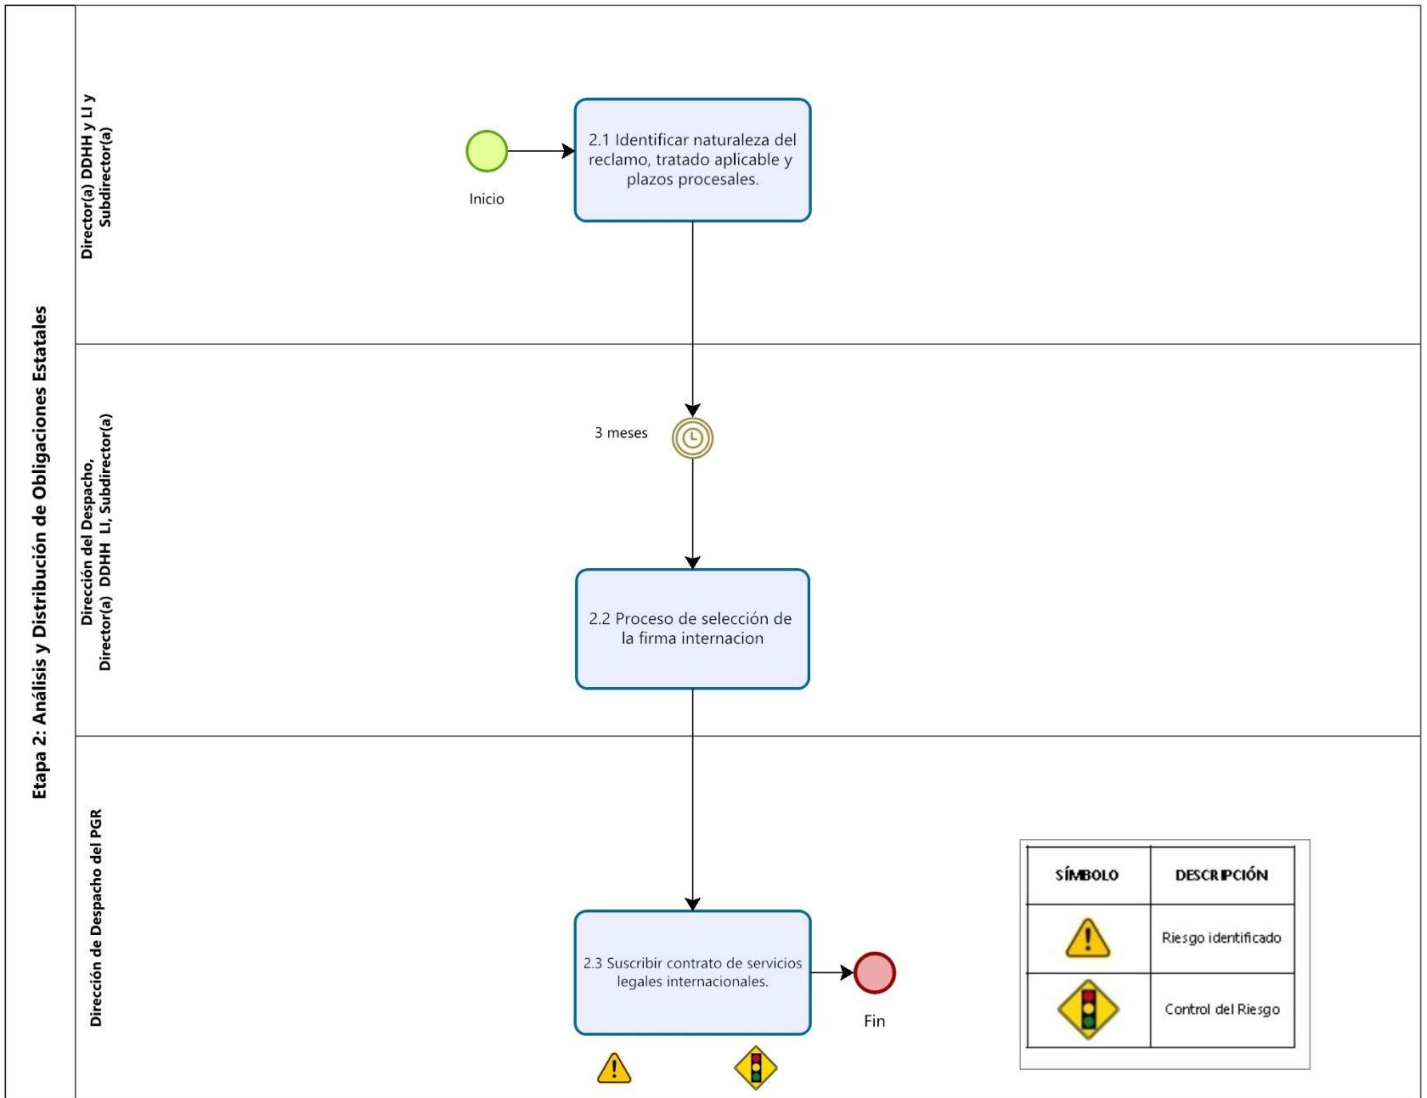 Etapa 2: Análisis y Distribución de Obligaciones Estatales
Director(a) DDHH y LI y
Subdirector(a)
Inicio
2.1 Identificar naturaleza del
reclamo, tratado aplicable y
plazos procesales.
Dirección del Despacho,
Director(a) DDHH LI, Subdirector(a)
3 meses
2.2 Proceso de selección de
la firma internacion
Dirección de Despacho del PGR
2.3 Suscribir contrato de servicios
legales internacionales.
Fin
SÍMBOLO
DESCRIPCIÓN
Riesgo identificado
Control del Riesgo